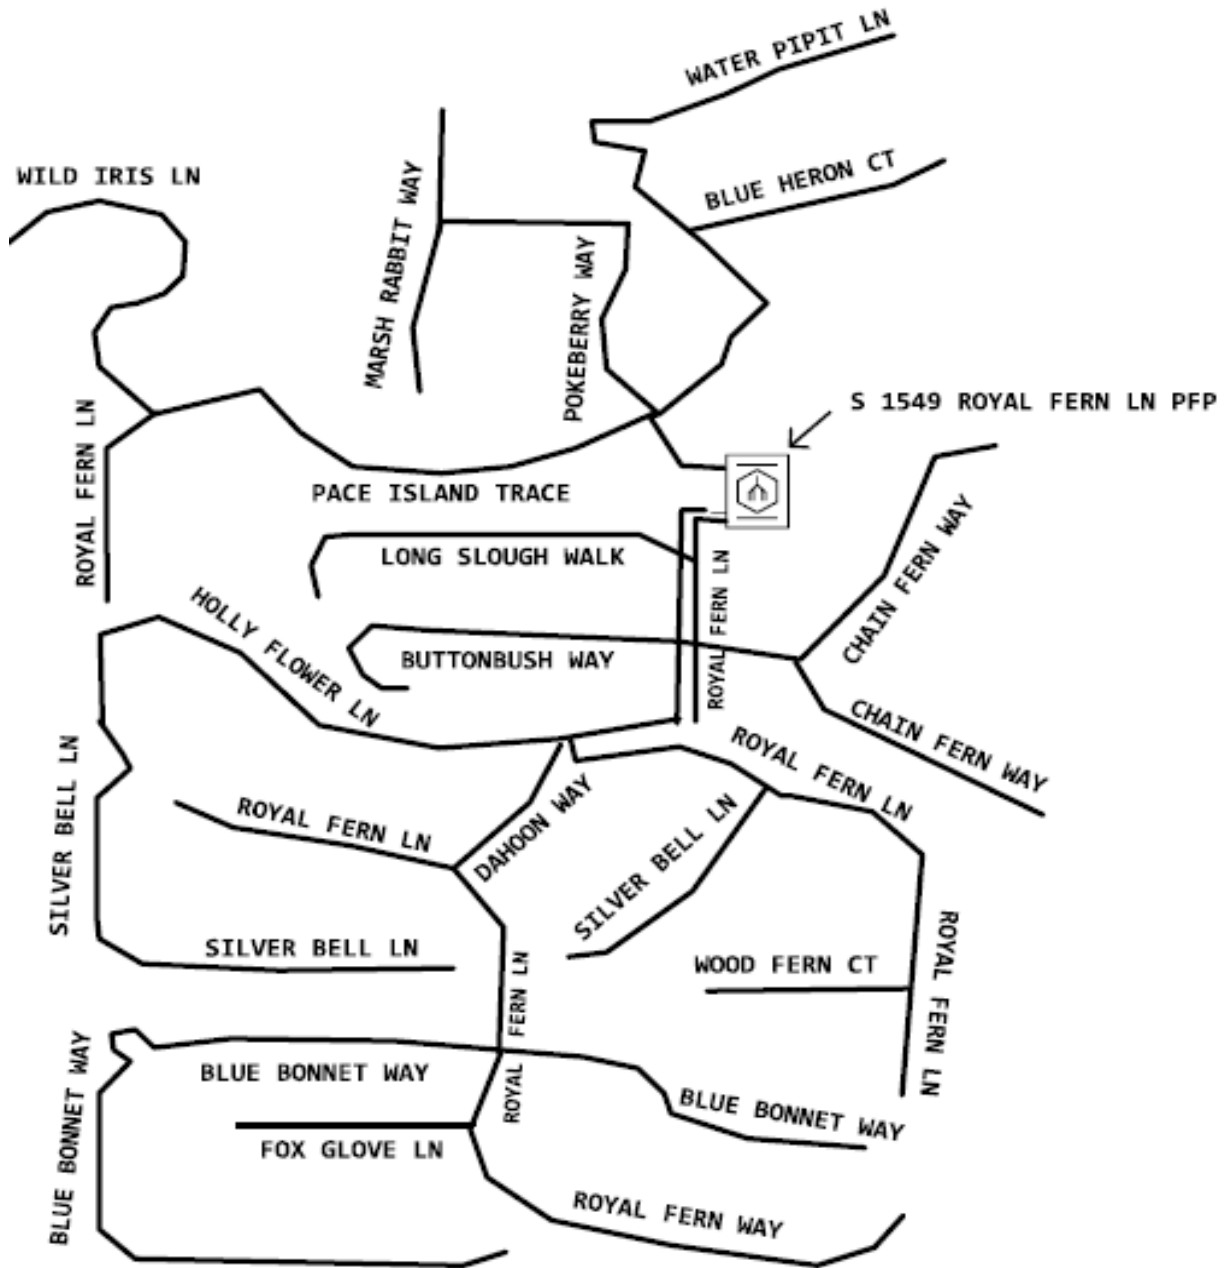 WATER PIPIT LN
WILD IRIS LN
BLUE HERON CT
MARSH RABBIT WAY
POKEBERRY WAY
S 1549 ROYAL FERN LN PFP
ROYAL FERN LN
PACE ISLAND TRACE
CHAIN FERN WAY
LONG SLOUGH WALK
ROYAL FERN LN
HOLLY FLOWER LN
BUTTONBUSH WAY
CHAIN FERN WAY
ROYAL FERN LN
SILVER BELL LN
ROYAL FERN LN
DAHOON WAY
SILVER BELL LN
SILVER BELL LN
ROYAL FERN LN
WOOD FERN CT
ROYAL FERN LN
BLUE BONNET WAY
BLUE BONNET WAY
ROYAL
BLUE BONNET WAY
FOX GLOVE LN
ROYAL FERN WAY